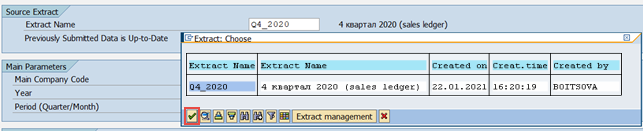 Source Extract
Extract Name Q4_2020 4 квартал 2020 (sales ledger)
Previously Submitted Data is Up-to-Date
Extract: Choose
Extract Name Extract Name Created on Creat.time Created by
Q4_2020 4 квартал 2020 (sales ledger) 22.01.2021 16:20:19 BOITSOVA
Main Parameters
Main Company Code
Year
Period (Quarter/Month)
Extract management